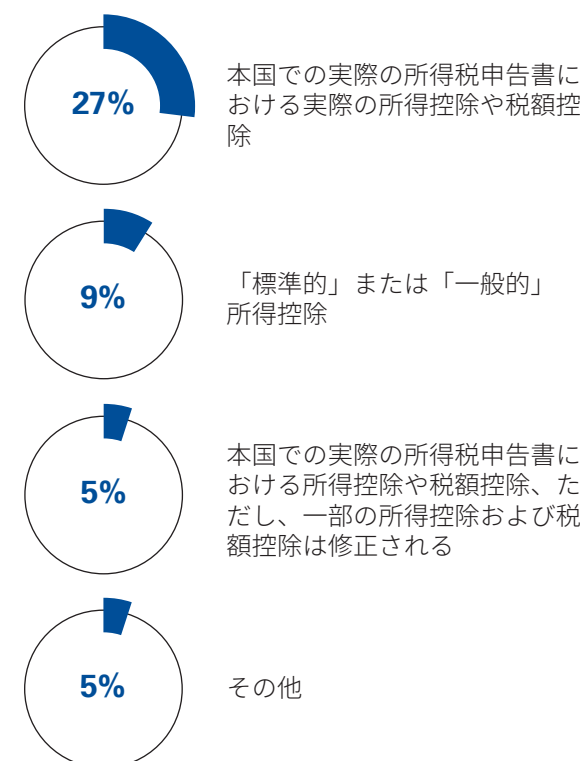 27%
本国での実際の所得税申告書に
おける実際の所得控除や税額控
除
9%
「標準的」または「一般的」
所得控除
5%
本国での実際の所得税申告書に
おける所得控除や税額控除、た
だし、一部の所得控除および税
額控除は修正される
5%
その他